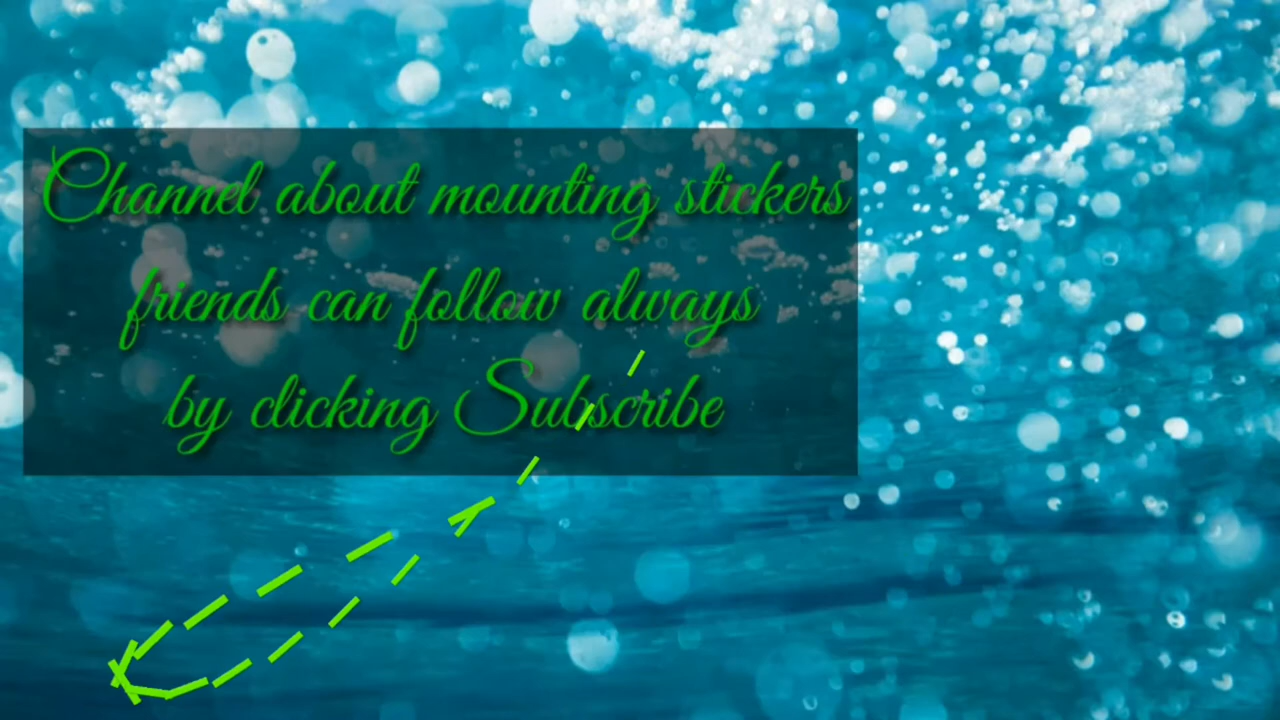 Channel about mounting stickers
friends can follow always
by clicking Subscribe